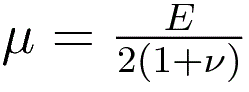 μ = E / 2(1+ν)